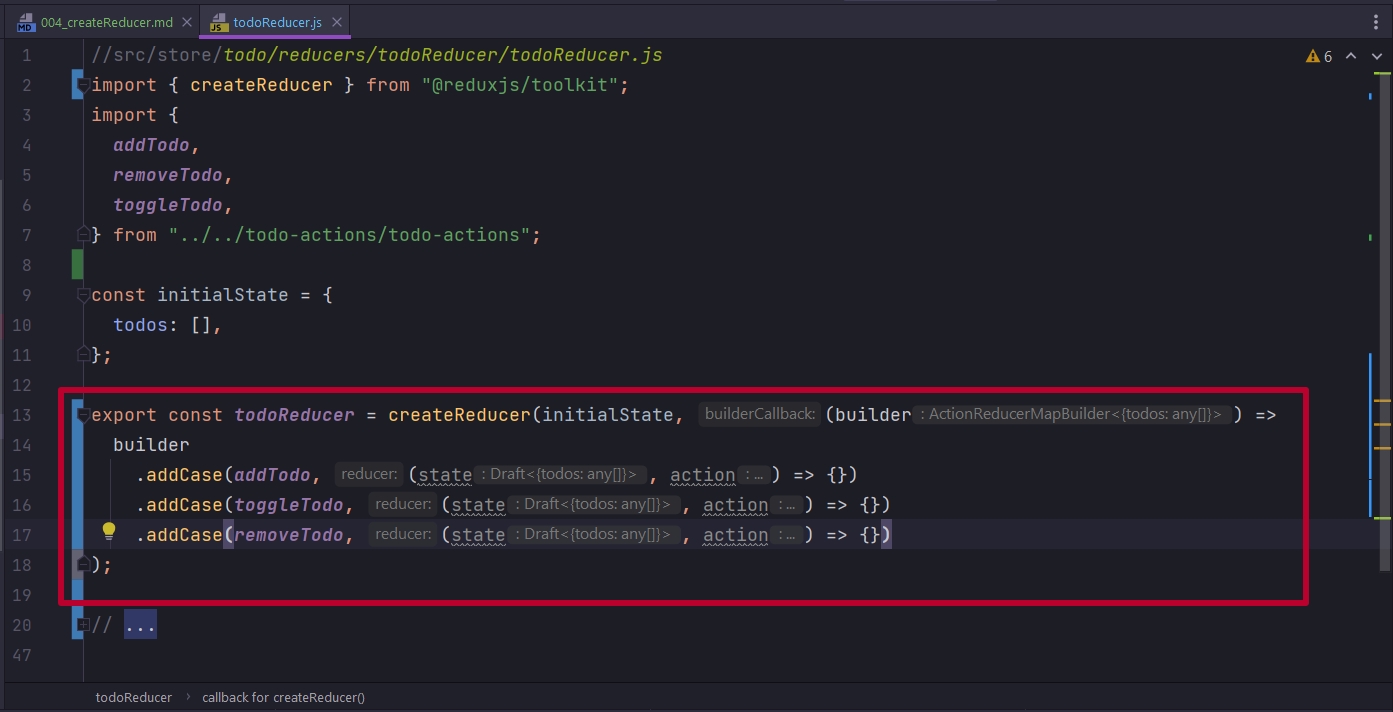 004_createReducer.md
todoReducer.js
1 //src/store/todo/reducers/todoReducer/todoReducer.js
6
2 import { createReducer } from "@reduxjs/toolkit";
3 import {
4 addTodo,
5 removeTodo,
6 toggleTodo,
7 } from "../../todo-actions/todo-actions";
8
9 const initialState = {
10 todos: [],
11 };
12
13 export const todoReducer = createReducer(initialState, builderCallback: (builder : ActionReducerMapBuilder<{todos: any[]}> ) =>
14 builder
15 .addCase(addTodo, reducer: (state : Draft<{todos: any[]}> , action : ... ) => {})
16 .addCase(toggleTodo, reducer: (state : Draft<{todos: any[]}> , action : ... ) => {})
17 .addCase(removeTodo, reducer: (state : Draft<{todos: any[]}> , action : ... ) => {})
18 );
19
20 // ...
47
todoReducer › callback for createReducer()